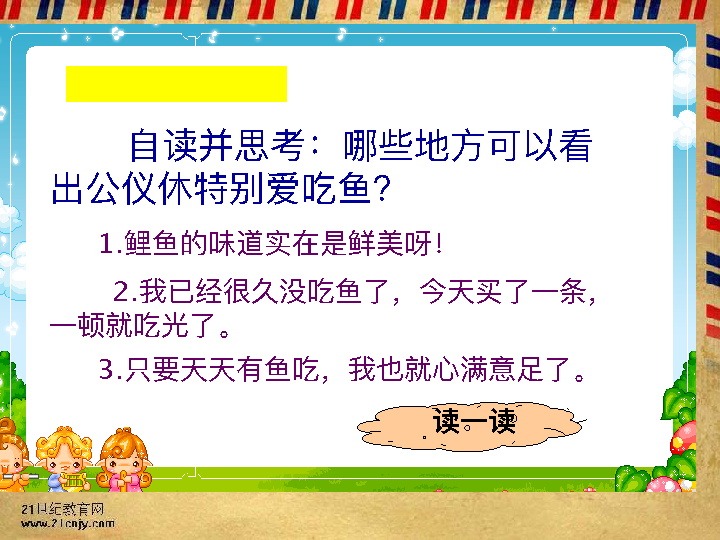 自读并思考：哪些地方可以看
出公仪休特别爱吃鱼？
1.鲤鱼的味道实在是鲜美呀！
2.我已经很久没吃鱼了，今天买了一条，
一顿就吃光了。
3.只要天天有鱼吃，我也就心满意足了。
读一读
21世纪教育网
www.21cnjy.com